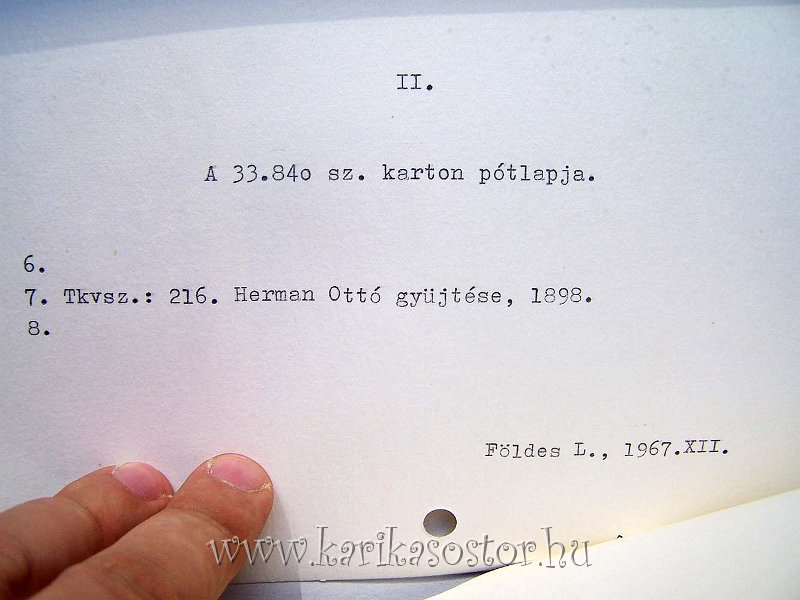 II.
A 33.84o sz. karton pótlapja.
6.
7. Tkvsz.: 216. Herman Ottó gyüjtése, 1898.
8.
Földes L., 1967.XII.
www.karikasostor.hu